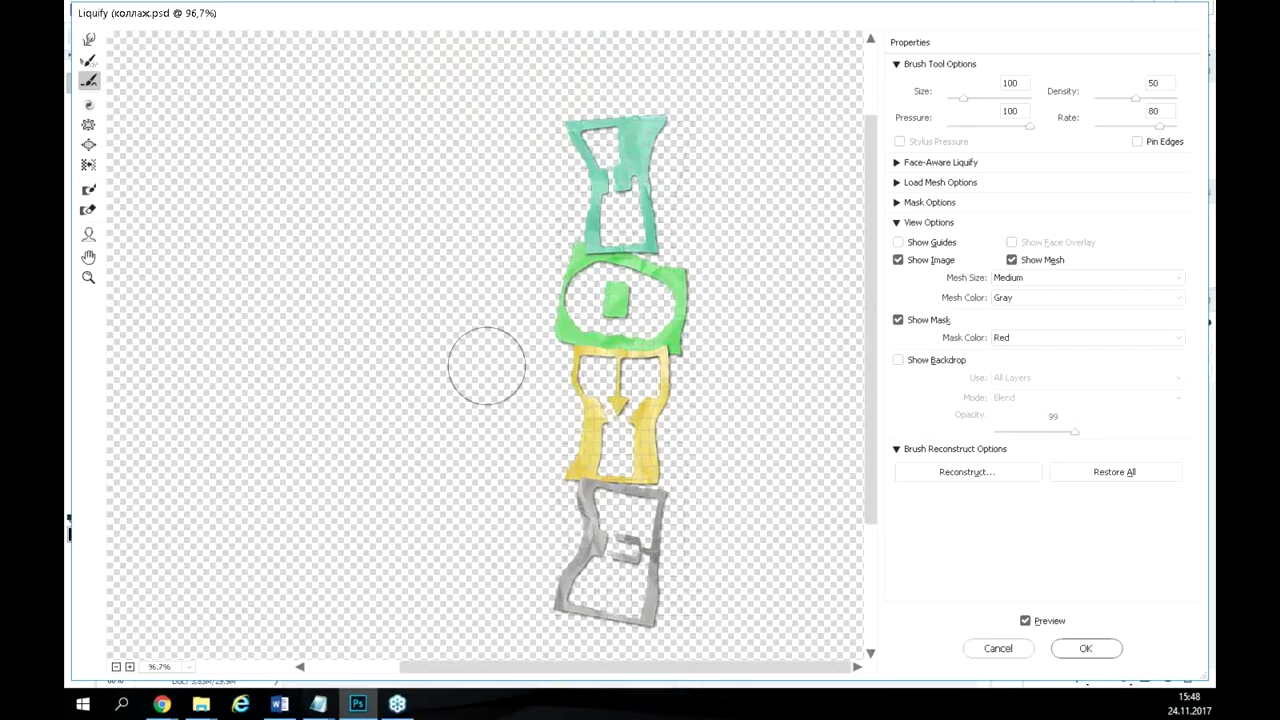 Liquify (коллаж.psd @ 96,7%)
Properties
Brush Tool Options
Size: 100 Density: 50
Pressure: 100 Rate: 80
Stylus Pressure Pin Edges
Face-Aware Liquify
Load Mesh Options
Mask Options
View Options
Show Guides Show Face Overlay
Show Image Show Mesh
Mesh Size: Medium
Mesh Color: Gray
Show Mask
Mask Color: Red
Show Backdrop
Use: All Layers
Mode: Blend
Opacity: 99
Brush Reconstruct Options
Reconstruct... Restore All
Preview
Cancel OK
96,7%
Ps
15:48
24.11.2017